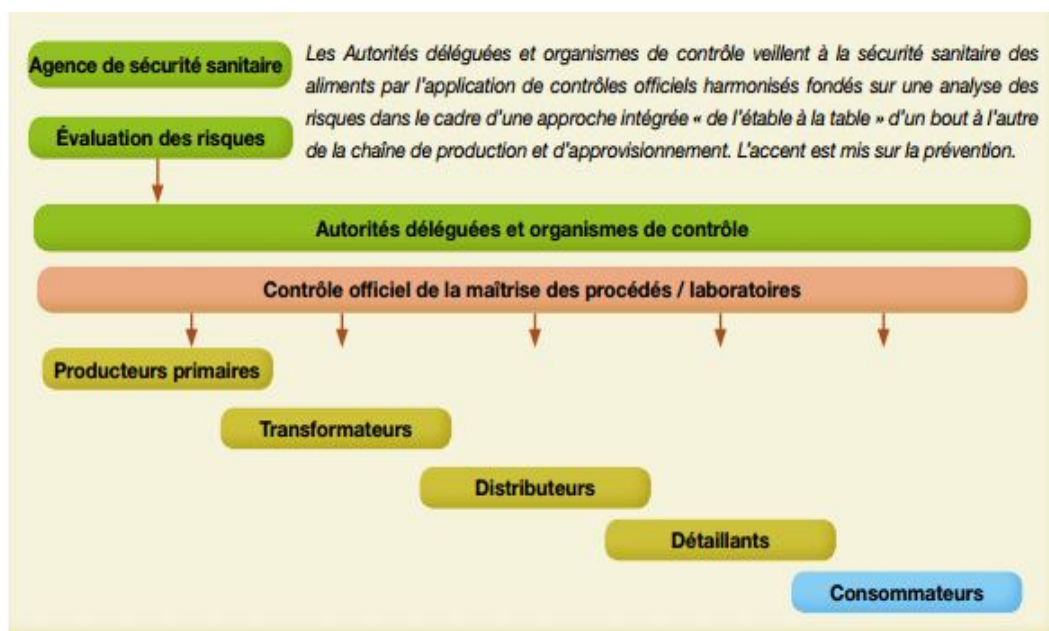 Agence de sécurité sanitaire
Les Autorités déléguées et organismes de contrôle veillent à la sécurité sanitaire des
aliments par l'application de contrôles officiels harmonisés fondés sur une analyse des
risques dans le cadre d'une approche intégrée « de l'étable à la table » d'un bout à l'autre
de la chaîne de production et d'approvisionnement. L'accent est mis sur la prévention.
Évaluation des risques
Autorités déléguées et organismes de contrôle
Contrôle officiel de la maîtrise des procédés / laboratoires
Producteurs primaires
Transformateurs
Distributeurs
Détaillants
Consommateurs